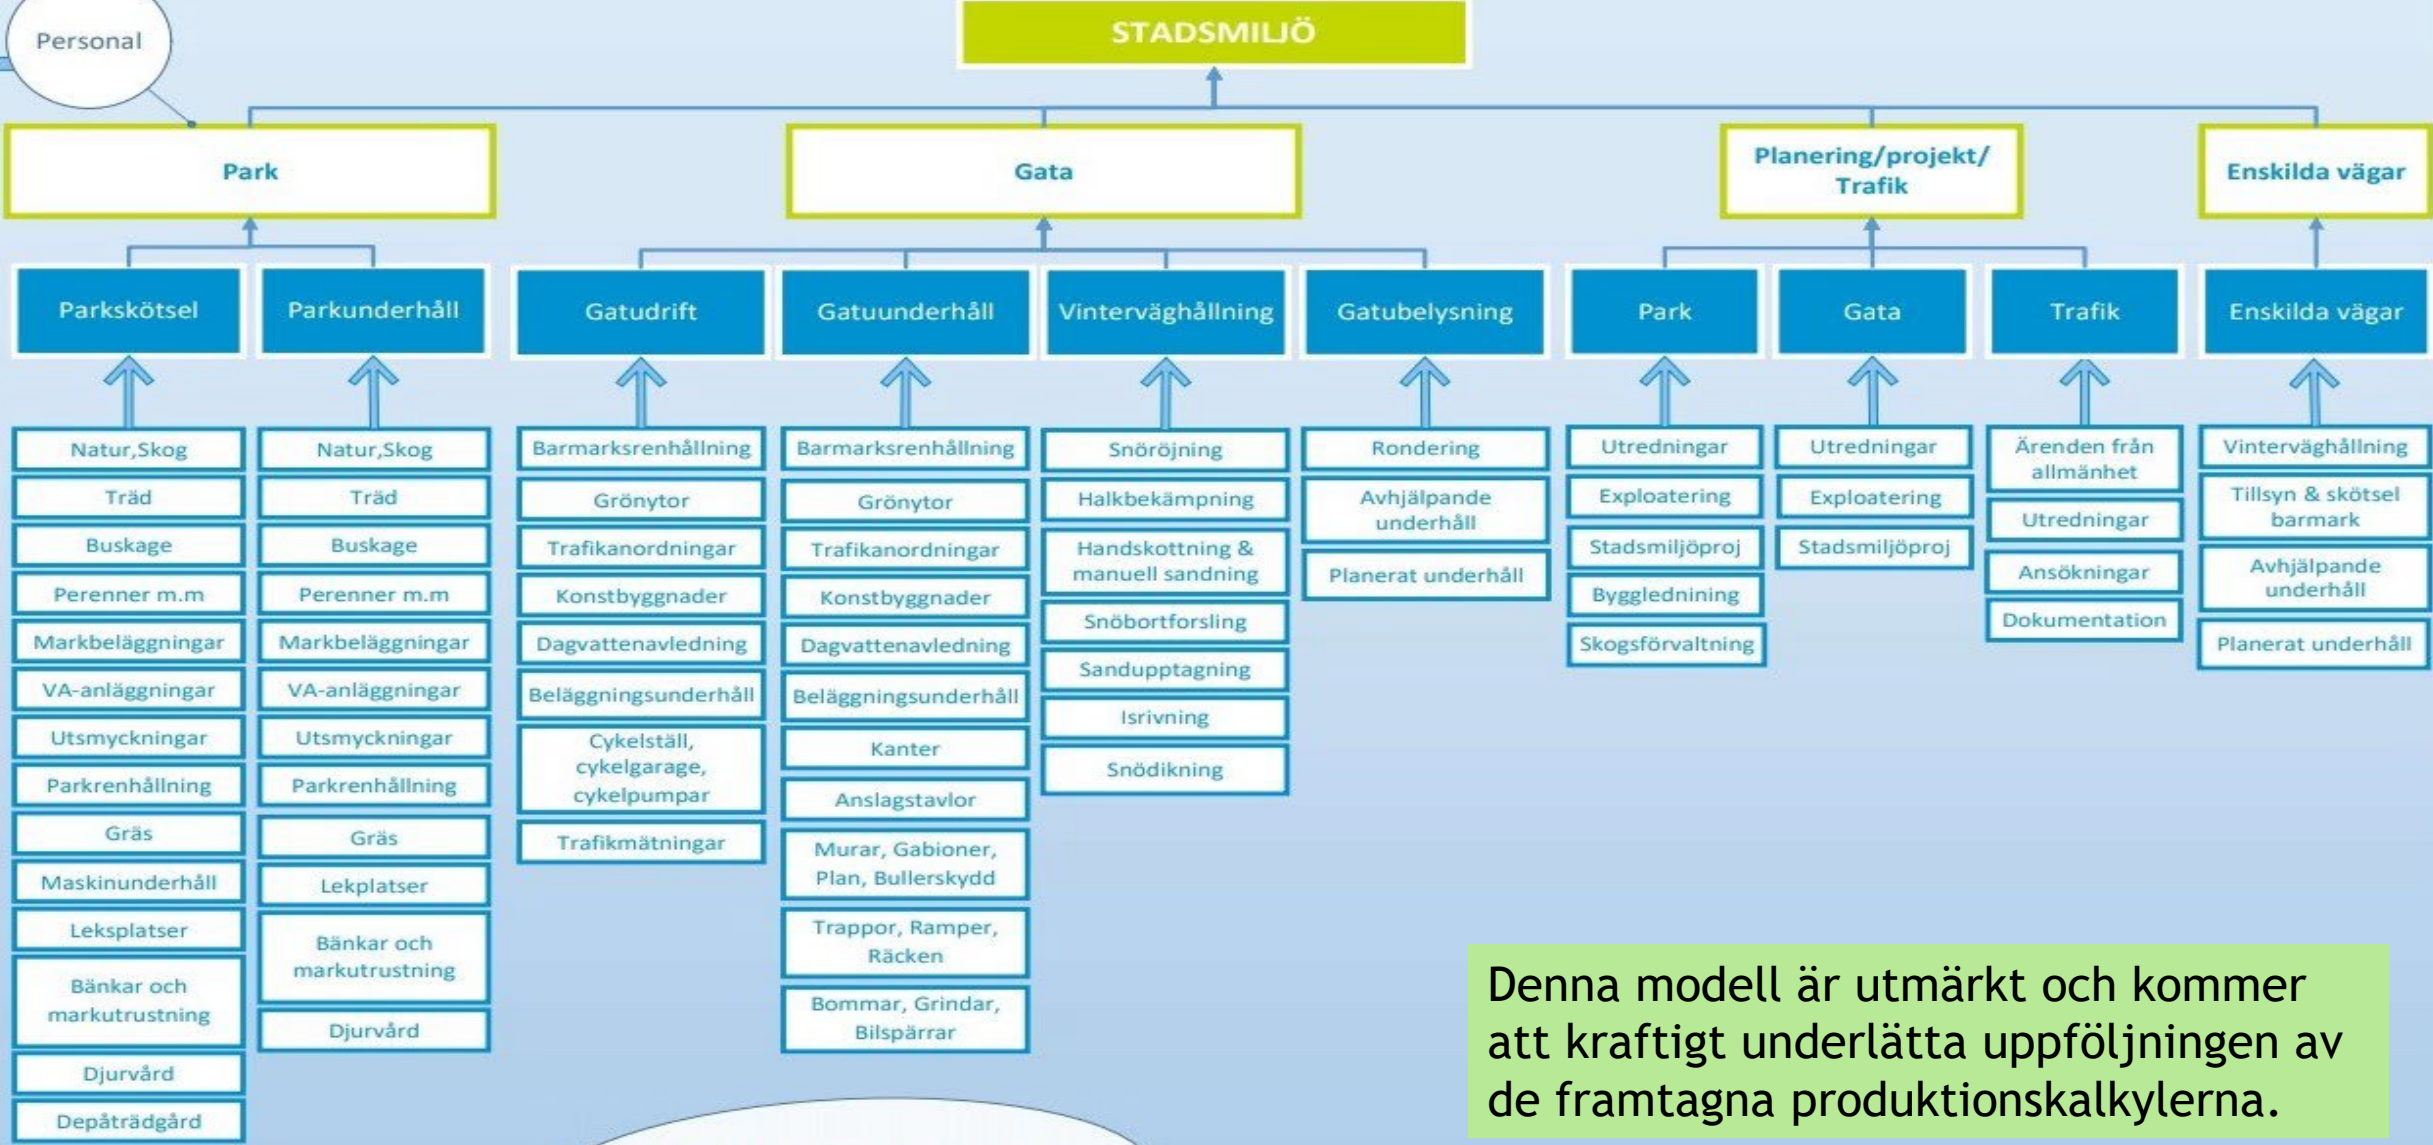 Personal
STADSMILJÖ
Park
Gata
Planering/projekt/
Trafik
Enskilda vägar
Parkskötsel
Parkunderhåll
Gatudrift
Gatuunderhåll
Vinterväghållning
Gatubelysning
Park
Gata
Trafik
Enskilda vägar
Natur,Skog
Träd
Buskage
Perenner m.m
Markbeläggningar
VA-anläggningar
Utsmyckningar
Parkrenhållning
Gräs
Maskinunderhåll
Leksplatser
Bänkar och
markutrustning
Djurvård
Depåträdgård
Natur,Skog
Träd
Buskage
Perenner m.m
Markbeläggningar
VA-anläggningar
Utsmyckningar
Parkrenhållning
Gräs
Lekplatser
Bänkar och
markutrustning
Djurvård
Barmarksrenhållning
Grönytor
Trafikanordningar
Konstbyggnader
Dagvattenavledning
Beläggningsunderhåll
Cykelställ,
cykelgarage,
cykelpumpar
Trafikmätningar
Barmarksrenhållning
Grönytor
Trafikanordningar
Konstbyggnader
Dagvattenavledning
Beläggningsunderhåll
Kanter
Anslagstavlor
Murar, Gabioner,
Plan, Bullerskydd
Trappor, Ramper,
Räcken
Bommar, Grindar,
Bilspärrar
Snöröjning
Halkbekämpning
Handskottning &
manuell sandning
Snöbortforsling
Sandupptagning
Isrivning
Snödikning
Rondering
Avhjälpande
underhåll
Planerat underhåll
Utredningar
Exploatering
Stadsmiljöproj
Bygglednining
Skogsförvaltning
Utredningar
Exploatering
Stadsmiljöproj
Ärenden från
allmänhet
Utredningar
Ansökningar
Dokumentation
Vinterväghållning
Tillsyn & skötsel
barmark
Avhjälpande
underhåll
Planerat underhåll
Denna modell är utmärkt och kommer
att kraftigt underlätta uppföljningen av
de framtagna produktionskalkylerna.